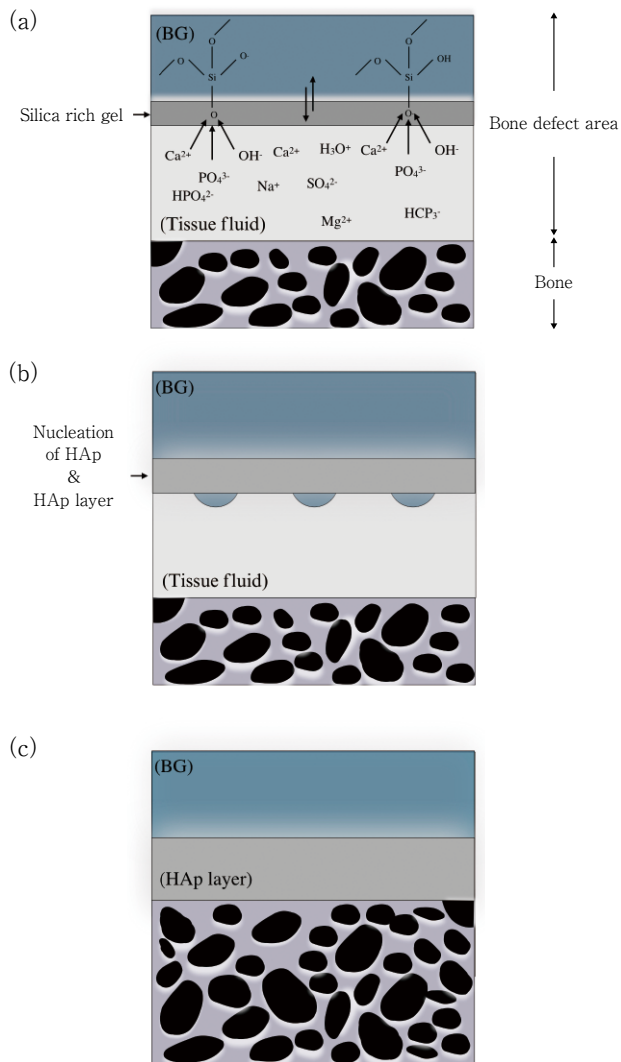 (a)
(BG)
O
O
O-
Si
O
O
O
OH
Si
O
Silica rich gel
Bone defect area
Ca2+
OH-
PO43-
HPO42-
Ca2+
H3O+
Na+
SO42-
Mg2+
Ca2+
OH-
PO43-
HCP3-
(Tissue fluid)
Bone
(b)
(BG)
Nucleation
of HAp
&
HAp layer
(Tissue fluid)
(c)
(BG)
(HAp layer)